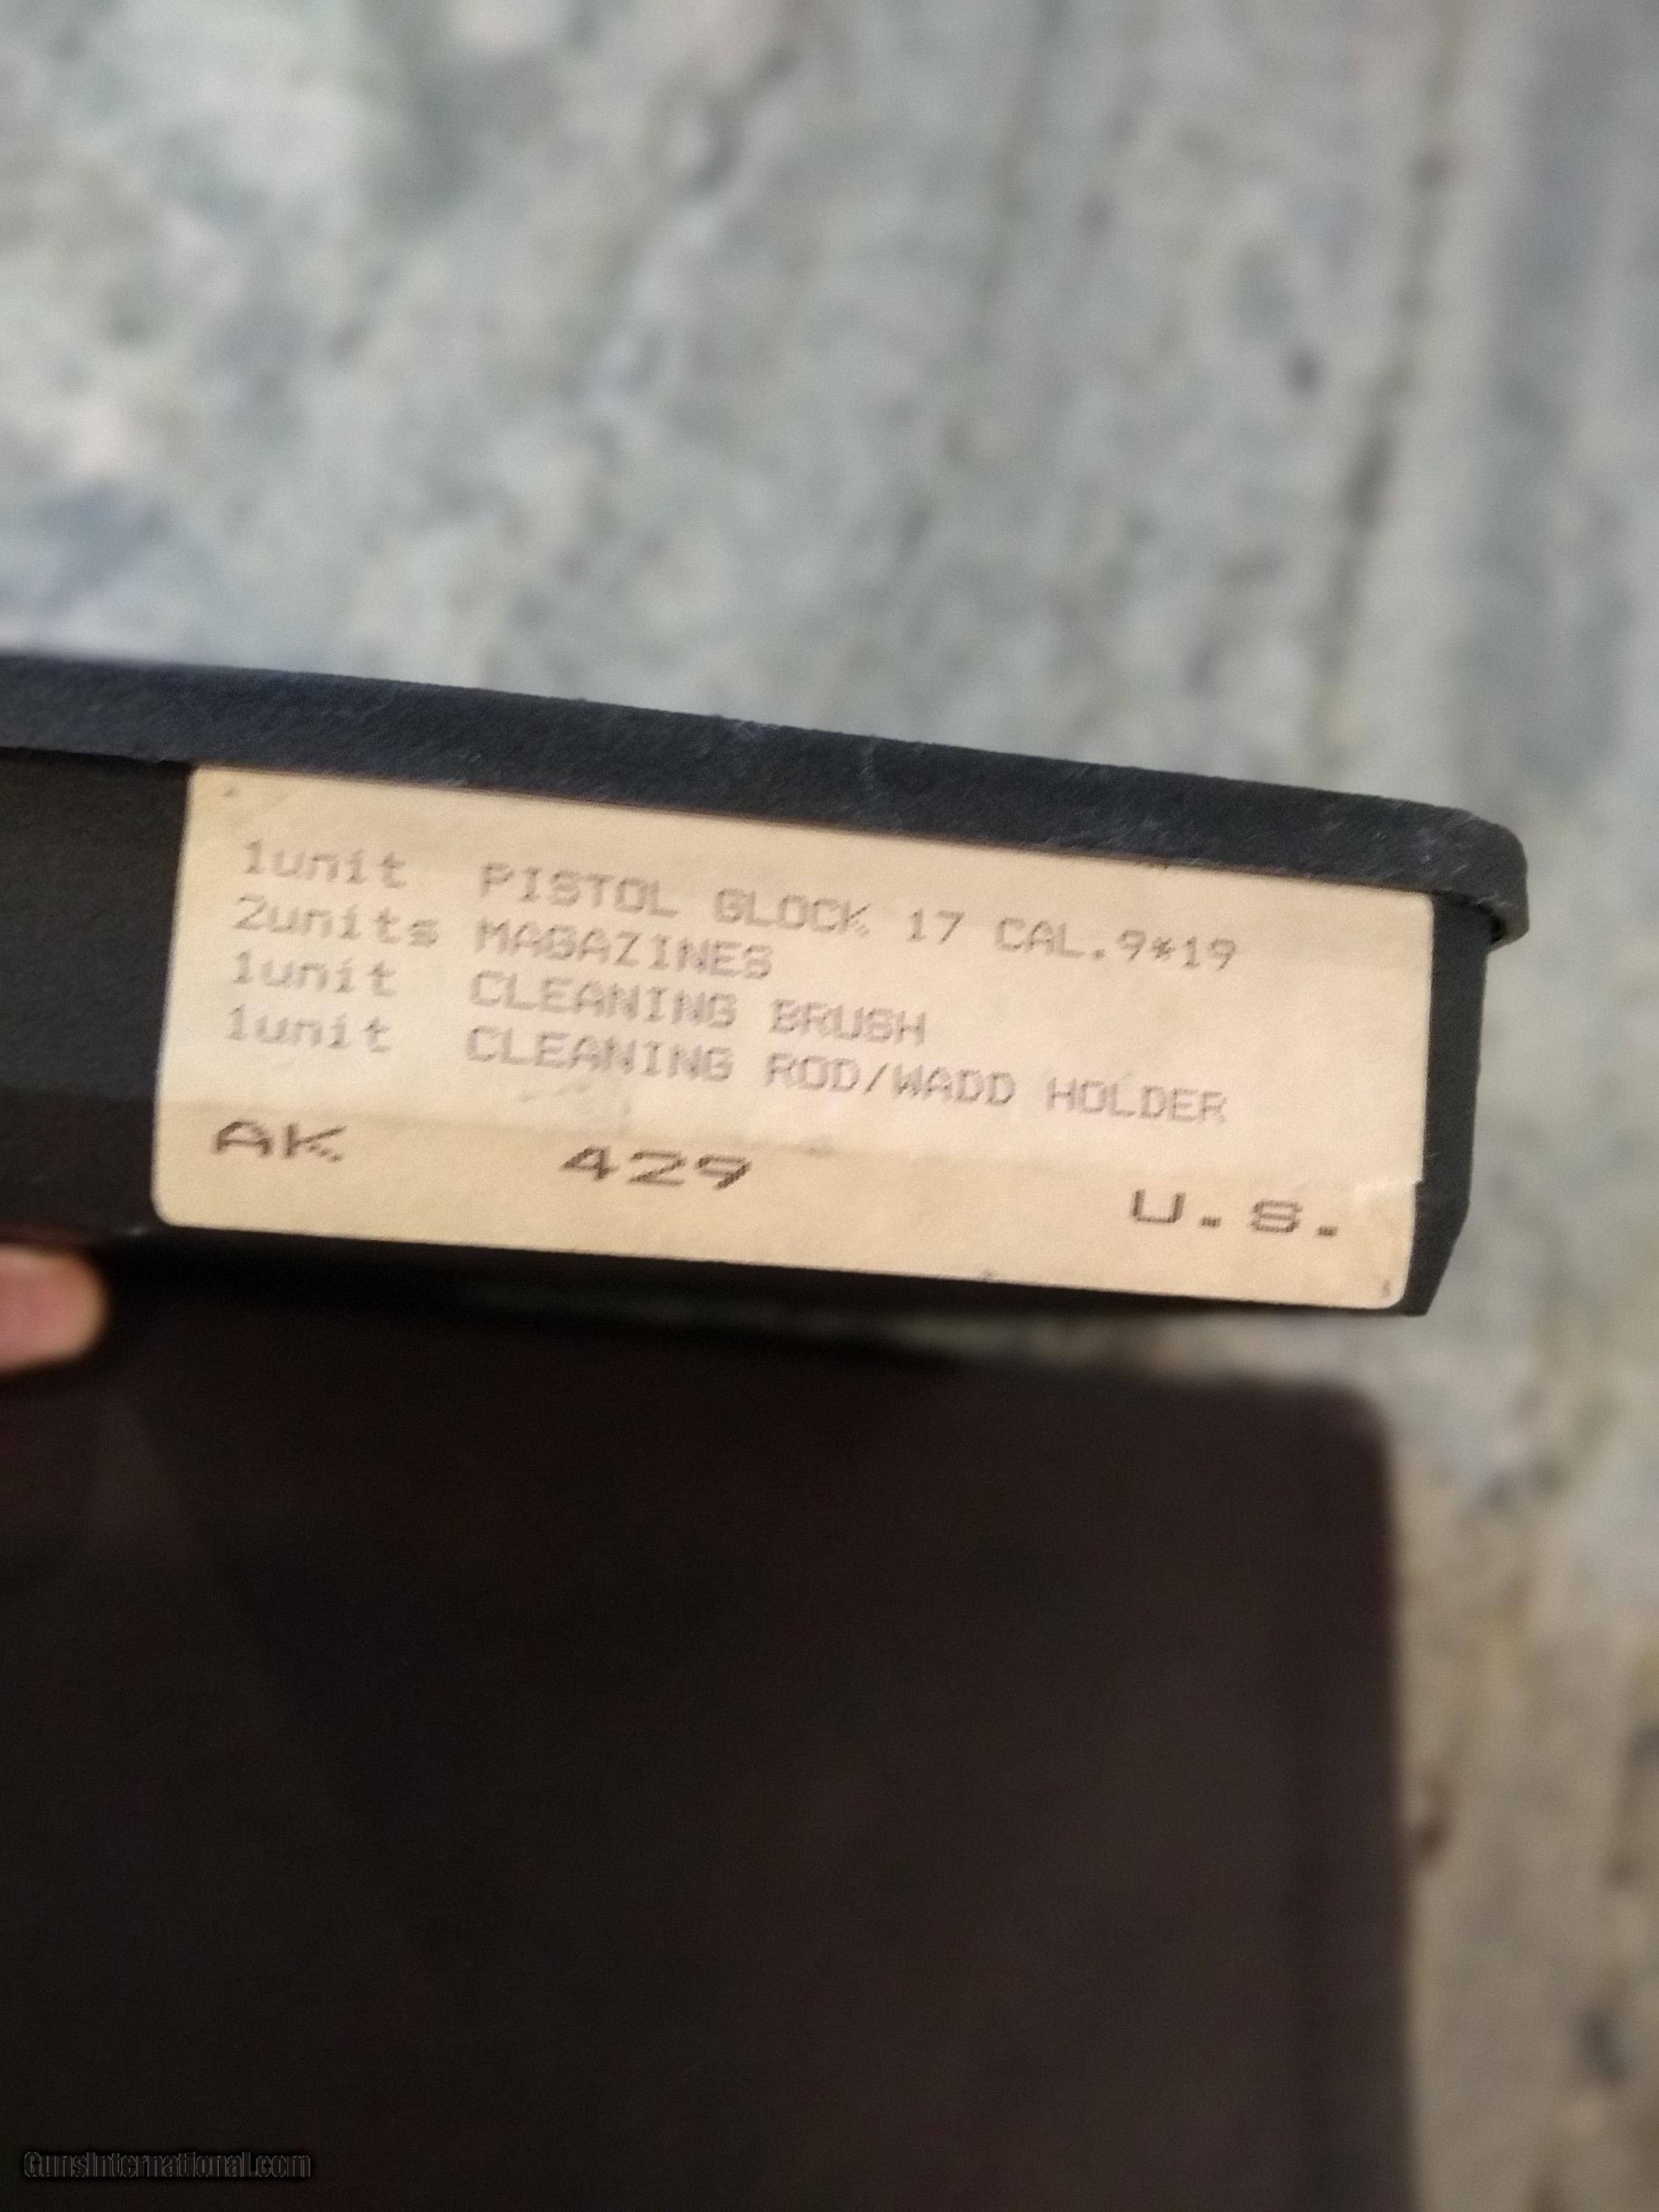 1unit PISTOL GLOCK 17 CAL.9*19
2units MAGAZINES
1unit CLEANING BRUSH
1unit CLEANING ROD/WADD HOLDER
AK 429 U.S.
GunsInternational.com